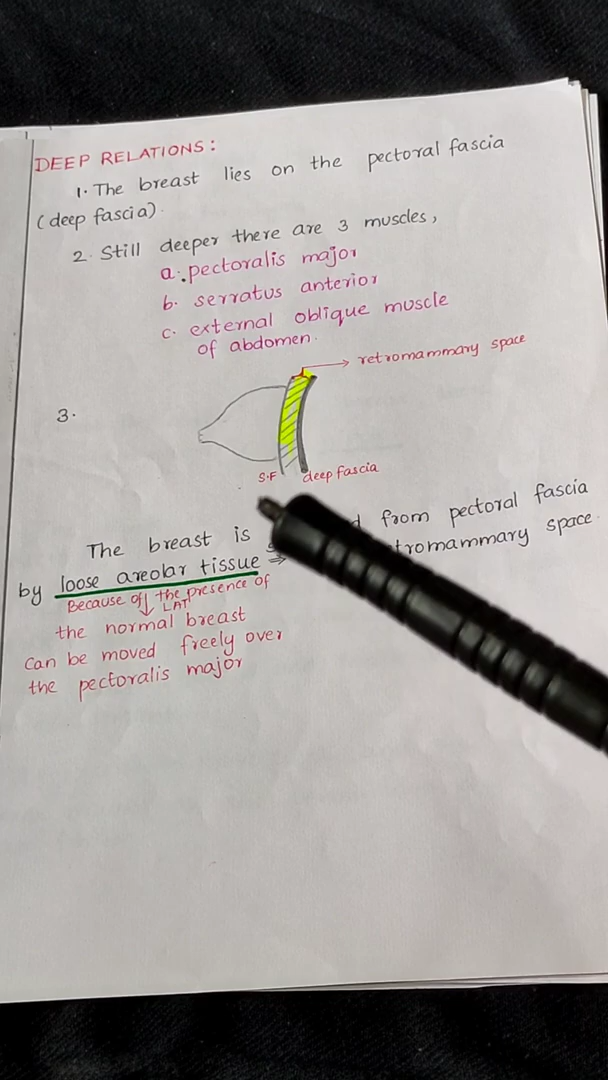 DEEP RELATIONS:
1. The breast lies on the pectoral fascia
(deep fascia).
2. Still deeper there are 3 muscles,
a. pectoralis major
b. serratus anterior
c. external oblique muscle
of abdomen.
retromammary space
3.
S.F deep fascia
The breast is from pectoral fascia
by loose areolar tissue ⇒ space.
Because of the presence of
↓ LAT
the normal breast
can be moved freely over
the pectoralis major